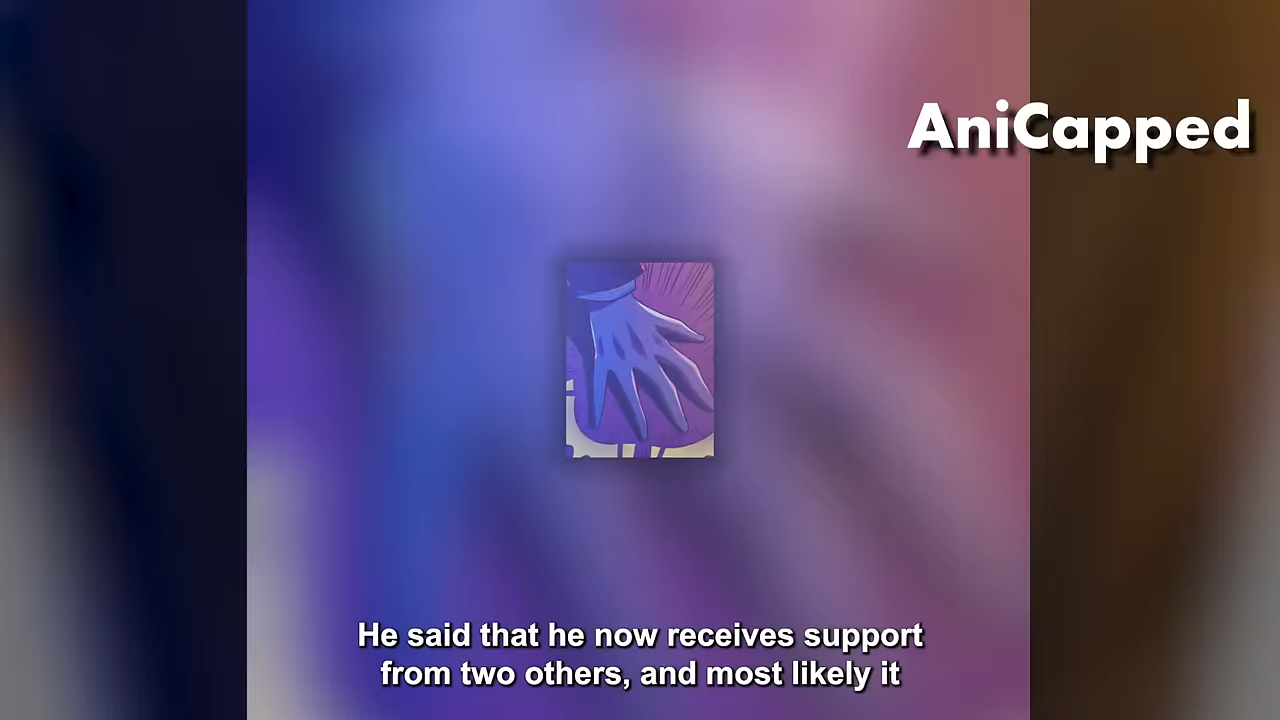 AniCapped
He said that he now receives support
from two others, and most likely it